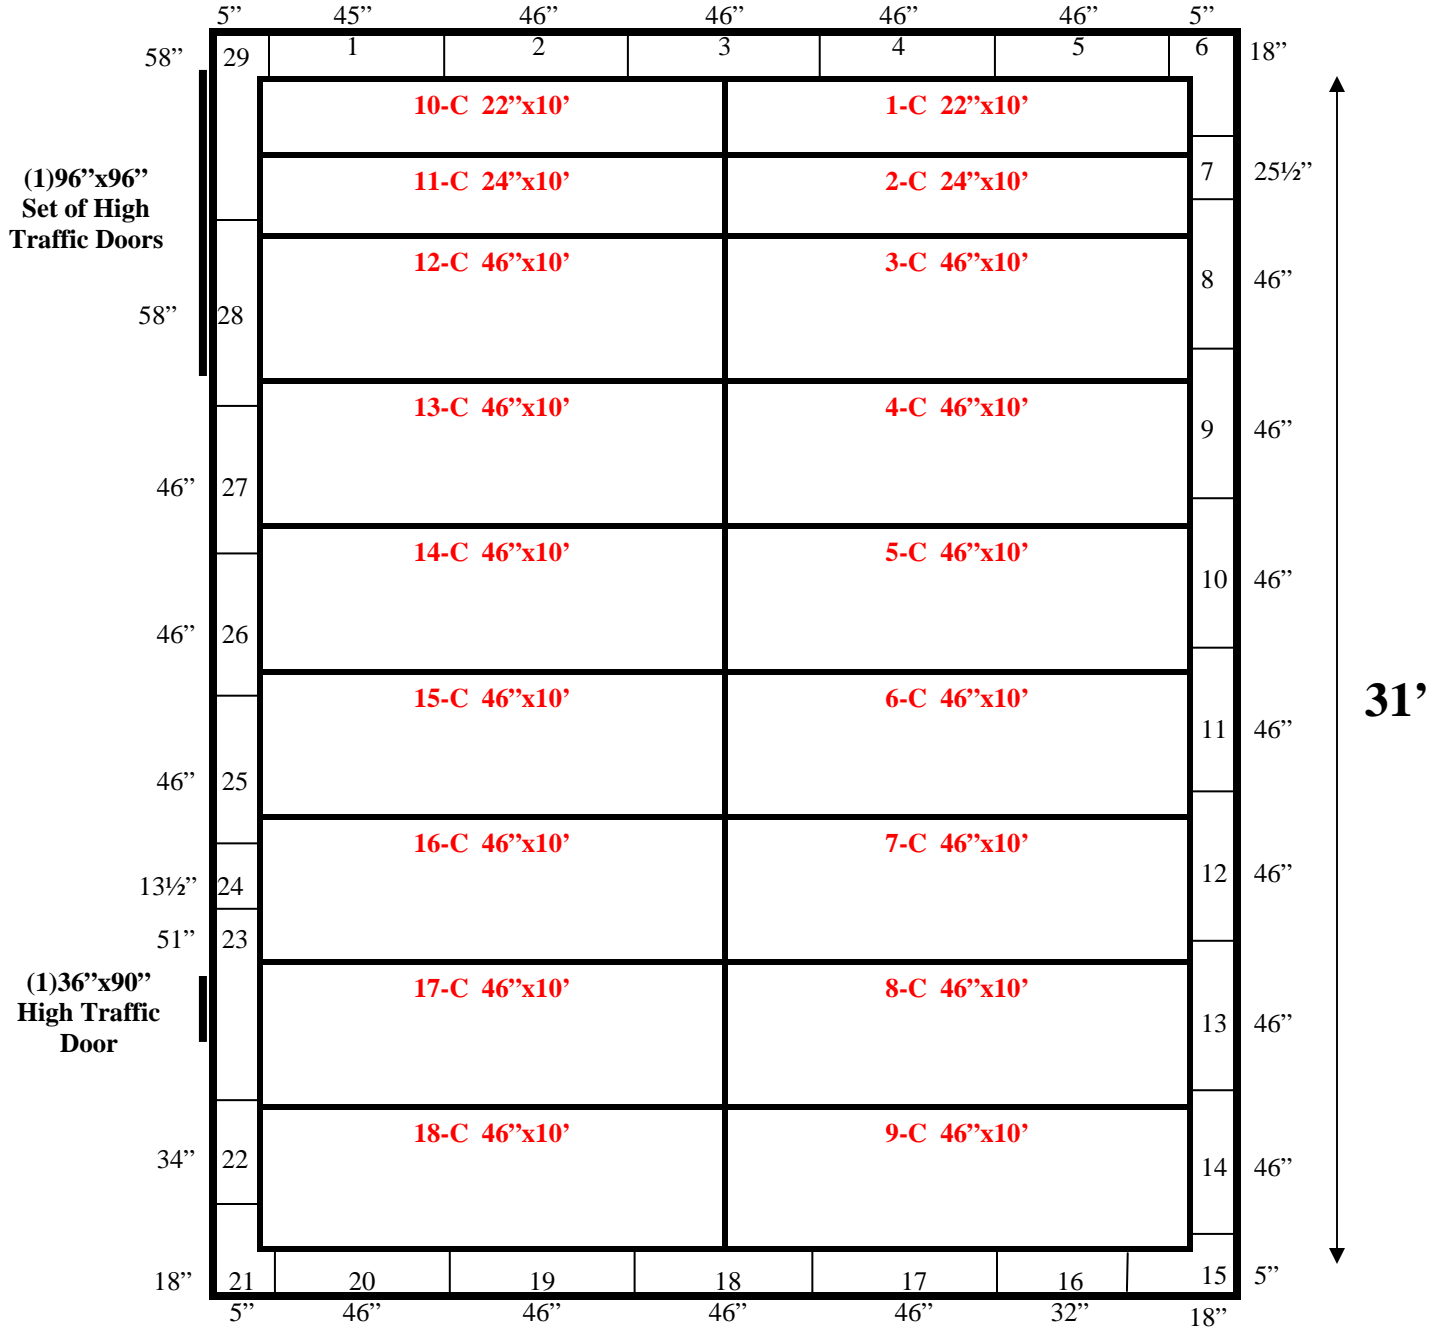 5” 45” 46” 46” 46” 5”
58” 29 1 2 3 4 5 6 18”
10-C 22”x10’ 1-C 22”x10’
(1)96”x96”
Set of High
Traffic Doors
11-C 24”x10’ 2-C 24”x10’ 7 25½”
12-C 46”x10’ 3-C 46”x10’ 8 46”
58” 28
13-C 46”x10’ 4-C 46”x10’ 9 46”
46” 27
14-C 46”x10’ 5-C 46”x10’ 10 46”
46” 26
15-C 46”x10’ 6-C 46”x10’ 11 46”
31’
46” 25
16-C 46”x10’ 7-C 46”x10’ 12 46”
13½” 24
51” 23
(1)36”x90”
High Traffic
Door
17-C 46”x10’ 8-C 46”x10’ 13 46”
18-C 46”x10’ 9-C 46”x10’ 14 46”
34” 22
18” 21 20 19 18 17 16 15 5”
5” 46” 46” 46” 46” 32” 18”